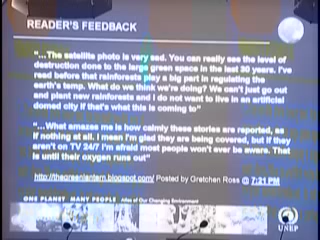 READER'S FEEDBACK
"...The satellite photo is very sad. You can really see the level of
destruction done to the large green space in the last 30 years. I've
read before that rainforests play a big part in regulating the
earth's temp. What do we think we're doing? We can't just go out
and plant new rainforests and i do not want to live in an artificial
domed city if that's what this is coming to"
"...What amazes me is how calmly these stories are reported, as
if nothing at all. I mean I'm glad they are being covered, but if they
aren't on TV 24/7 I'm afraid most people won't ever be aware. That
is until their oxygen runs out"
http://thegreenlantern.blogspot.com/ Posted by Gretchen Ross @ 7:21 PM
ONE PLANET MANY PEOPLE Atlas of Our Changing Environment
UNEP